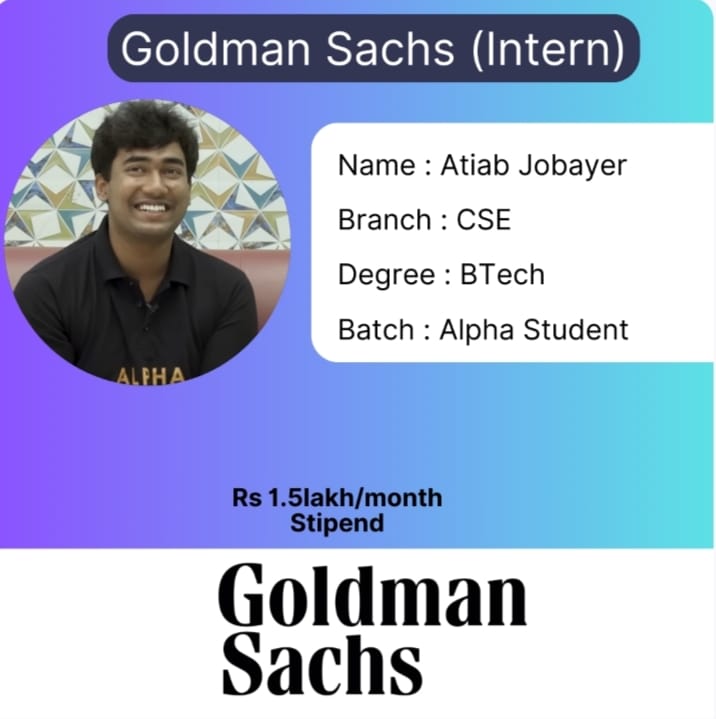 Goldman Sachs (Intern)
Name : Atiab Jobayer
Branch : CSE
Degree : BTech
Batch : Alpha Student
ALPHA
Rs 1.5lakh/month
Stipend
Goldman
Sachs